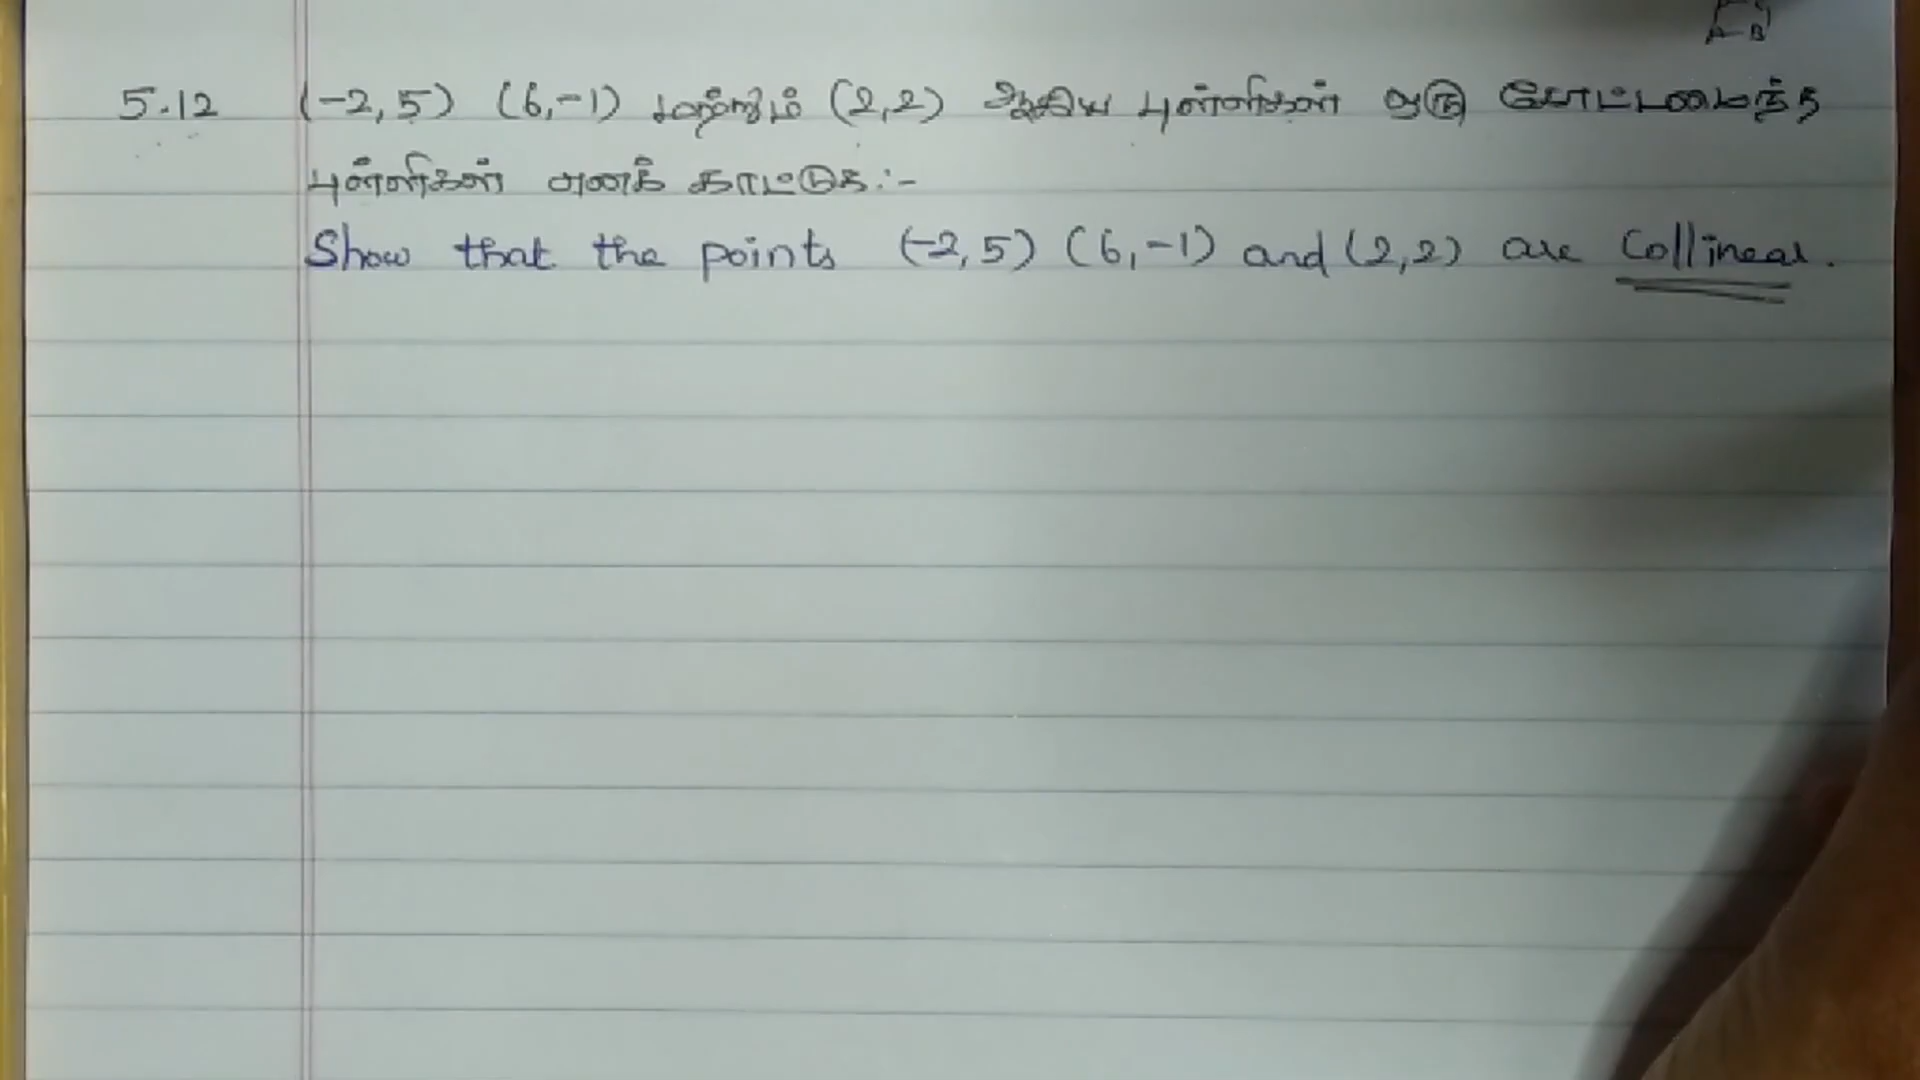 A B
5.12 (-2,5) (6,-1) மற்றும் (2,2) ஆகிய புள்ளிகள் ஒரு கோட்டமைந்த
புள்ளிகள் எனக் காட்டுக:-
Show that the points (-2,5) (6,-1) and (2,2) are Collinear.